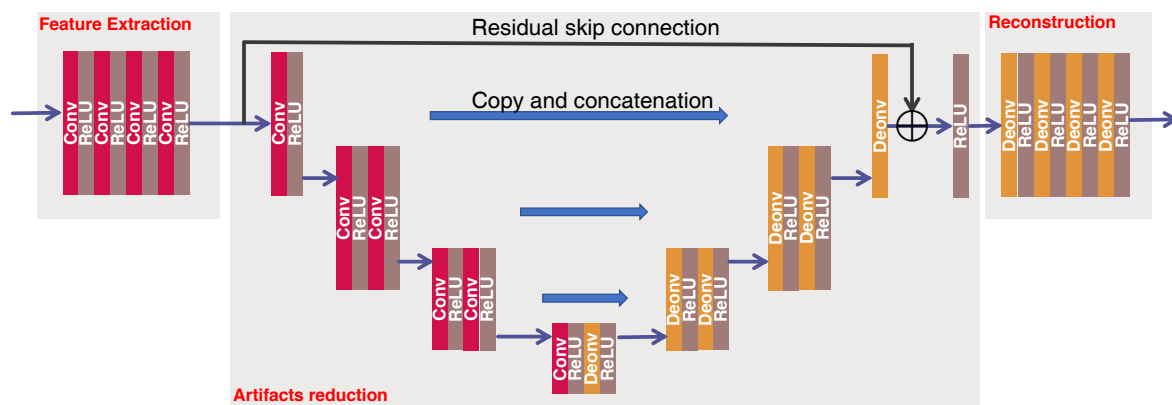 Feature Extraction
Residual skip connection
Reconstruction
Copy and concatenation
Conv
ReLU
Conv
ReLU
Conv
ReLU
Conv
ReLU
Conv
ReLU
Conv
ReLU
Conv
ReLU
Conv
ReLU
Conv
ReLU
Conv
ReLU
Deonv
ReLU
Deonv
ReLU
Deonv
ReLU
Deonv
ReLU
Deonv
ReLU
Deonv
ReLU
Deonv
ReLU
Deonv
ReLU
Deonv
ReLU
Deonv
ReLU
Artifacts reduction